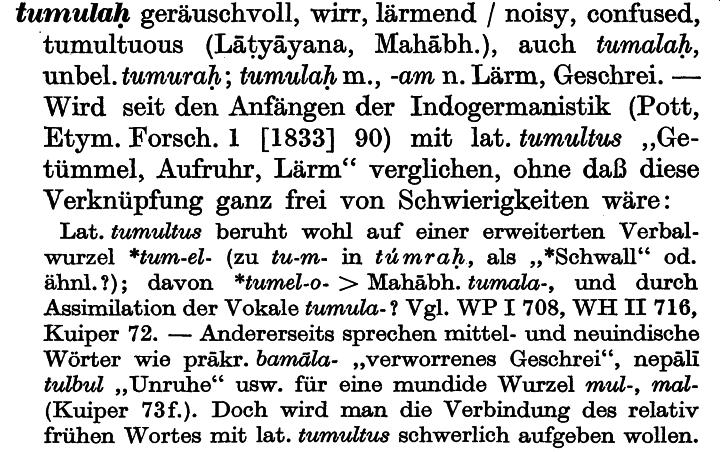 tumulaḥ geräuschvoll, wirr, lärmend / noisy, confused,
tumultuous (Lāṭyāyana, Mahābh.), auch tumalaḥ,
unbel. tumuraḥ; tumulaḥ m., -am n. Lärm, Geschrei. —
Wird seit den Anfängen der Indogermanistik (Pott,
Etym. Forsch. 1 [1833] 90) mit lat. tumultus „Ge-
tümmel, Aufruhr, Lärm“ verglichen, ohne daß diese
Verknüpfung ganz frei von Schwierigkeiten wäre:
Lat. tumultus beruht wohl auf einer erweiterten Verbal-
wurzel *tum-el- (zu tu-m- in túmraḥ, als „*Schwall“ od.
ähnl.?); davon *tumel-o- > Mahābh. tumala-, und durch
Assimilation der Vokale tumula-? Vgl. WP I 708, WH II 716,
Kuiper 72. — Andererseits sprechen mittel- und neuindische
Wörter wie prākr. bamāla- „verworrenes Geschrei“, nepālī
tulbul „Unruhe“ usw. für eine mundide Wurzel mul-, mal-
(Kuiper 73f.). Doch wird man die Verbindung des relativ
frühen Wortes mit lat. tumultus schwerlich aufgeben wollen.